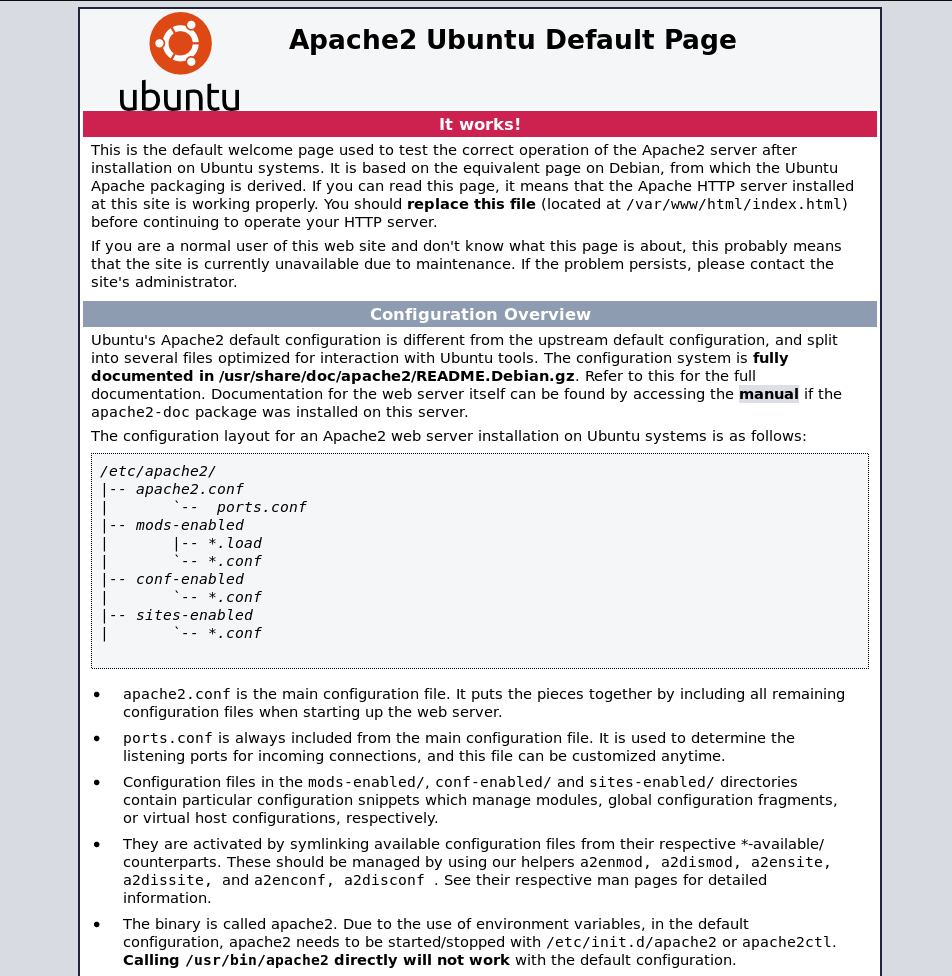 ubuntu
Apache2 Ubuntu Default Page
It works!
This is the default welcome page used to test the correct operation of the Apache2 server after
installation on Ubuntu systems. It is based on the equivalent page on Debian, from which the Ubuntu
Apache packaging is derived. If you can read this page, it means that the Apache HTTP server installed
at this site is working properly. You should replace this file (located at /var/www/html/index.html)
before continuing to operate your HTTP server.
If you are a normal user of this web site and don't know what this page is about, this probably means
that the site is currently unavailable due to maintenance. If the problem persists, please contact the
site's administrator.
Configuration Overview
Ubuntu's Apache2 default configuration is different from the upstream default configuration, and split
into several files optimized for interaction with Ubuntu tools. The configuration system is fully
documented in /usr/share/doc/apache2/README.Debian.gz. Refer to this for the full
documentation. Documentation for the web server itself can be found by accessing the manual if the
apache2-doc package was installed on this server.
The configuration layout for an Apache2 web server installation on Ubuntu systems is as follows:
/etc/apache2/
|-- apache2.conf
|       `--  ports.conf
|-- mods-enabled
|       |-- *.load
|       `-- *.conf
|-- conf-enabled
|       `-- *.conf
|-- sites-enabled
|       `-- *.conf
• apache2.conf is the main configuration file. It puts the pieces together by including all remaining
configuration files when starting up the web server.
• ports.conf is always included from the main configuration file. It is used to determine the
listening ports for incoming connections, and this file can be customized anytime.
• Configuration files in the mods-enabled/, conf-enabled/ and sites-enabled/ directories
contain particular configuration snippets which manage modules, global configuration fragments,
or virtual host configurations, respectively.
• They are activated by symlinking available configuration files from their respective *-available/
counterparts. These should be managed by using our helpers a2enmod, a2dismod, a2ensite,
a2dissite, and a2enconf, a2disconf . See their respective man pages for detailed
information.
• The binary is called apache2. Due to the use of environment variables, in the default
configuration, apache2 needs to be started/stopped with /etc/init.d/apache2 or apache2ctl.
Calling /usr/bin/apache2 directly will not work with the default configuration.